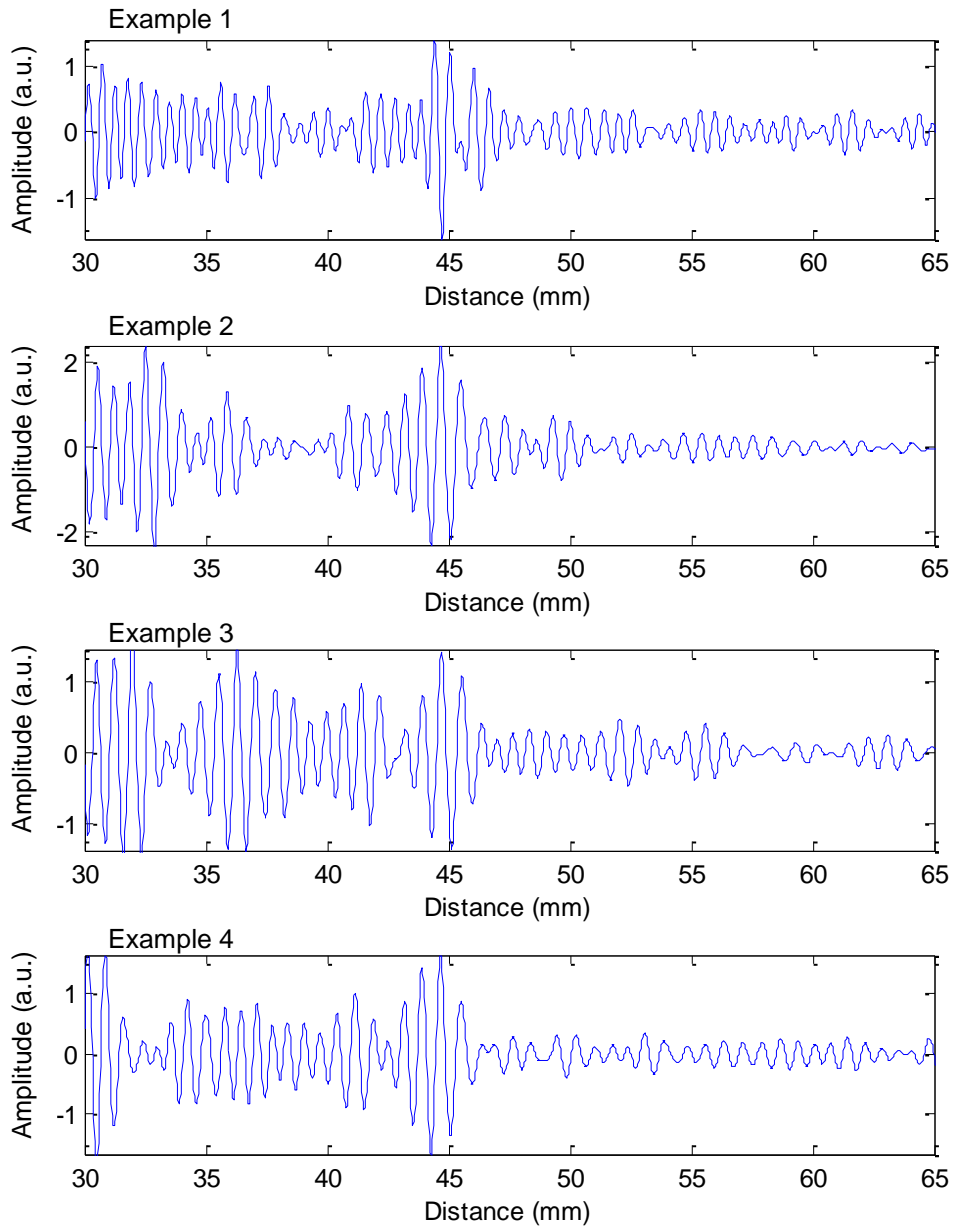 Example 1
Amplitude (a.u.)
1
0
-1
30 35 40 45 50 55 60 65
Distance (mm)
Example 2
Amplitude (a.u.)
2
0
-2
30 35 40 45 50 55 60 65
Distance (mm)
Example 3
Amplitude (a.u.)
1
0
-1
30 35 40 45 50 55 60 65
Distance (mm)
Example 4
Amplitude (a.u.)
1
0
-1
30 35 40 45 50 55 60 65
Distance (mm)